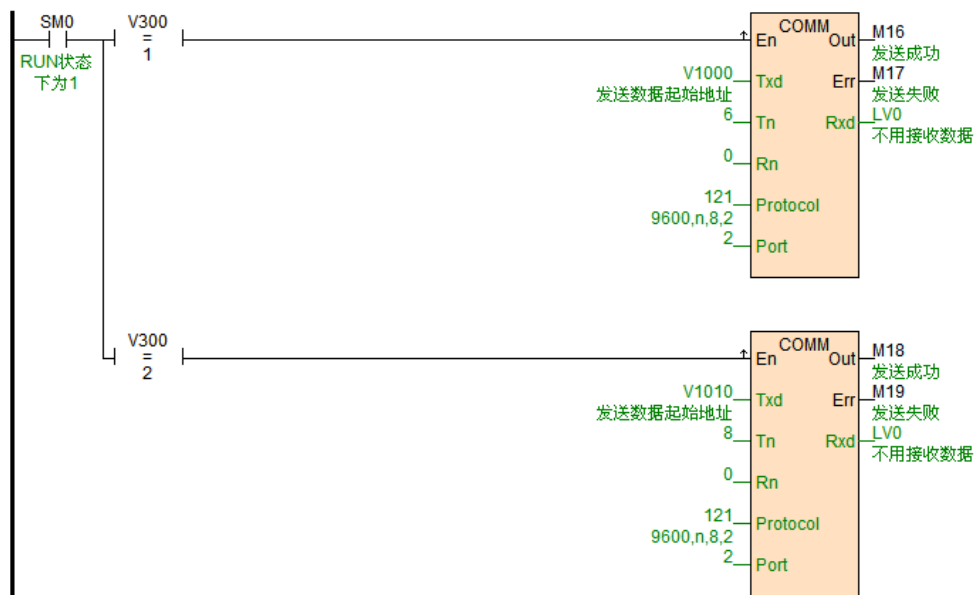 SM0
RUN状态
下为1
V300
=
1
COMM
En
Out
M16
发送成功
V1000
发送数据起始地址
Txd
Err
M17
发送失败
6
Tn
Rxd
LV0
不用接收数据
0
Rn
121
9600,n,8,2
Protocol
2
Port
V300
=
2
COMM
En
Out
M18
发送成功
V1010
发送数据起始地址
Txd
Err
M19
发送失败
8
Tn
Rxd
LV0
不用接收数据
0
Rn
121
9600,n,8,2
Protocol
2
Port